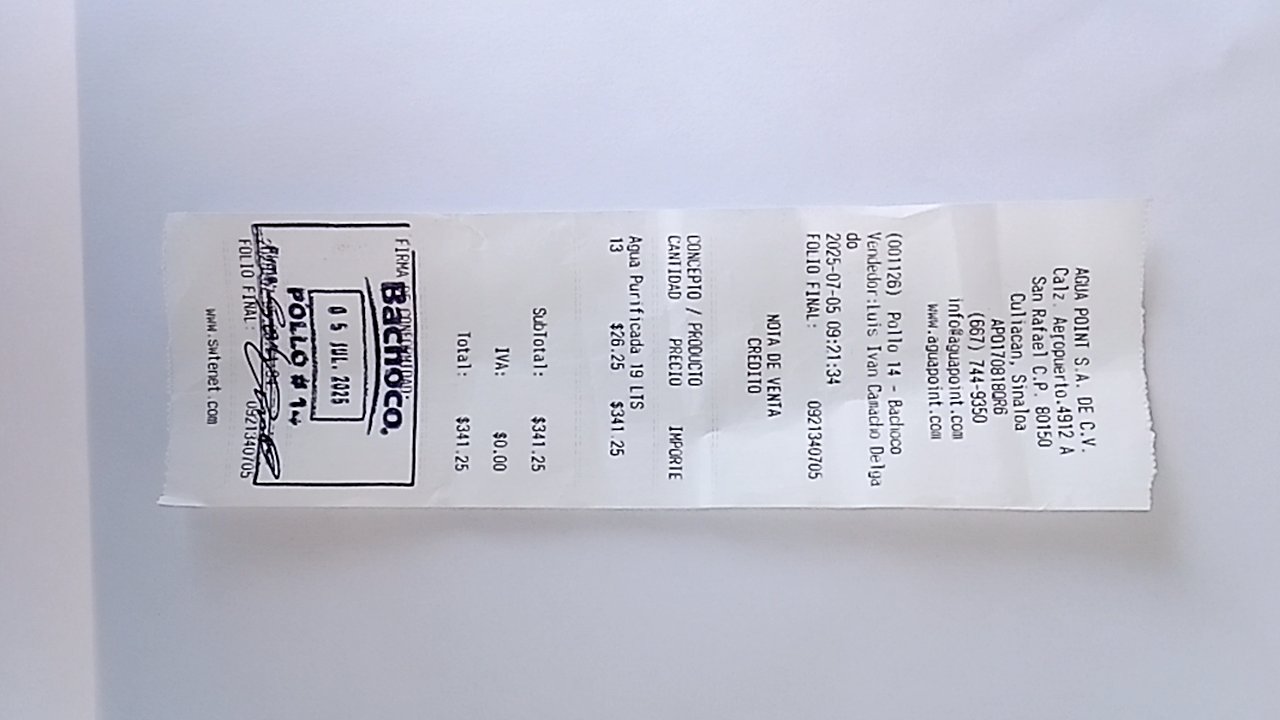 AGUA POINT S.A. DE C.V.
Calz. Aeropuerto.4912 A
San Rafael C.P. 80150
Culiacan, Sinaloa
APO170818QR6
(667) 744-9350
info@aguapoint.com
www.aguapoint.com
(001126) Pollo 14 - Bachoco
Vendedor:Luis Ivan Camacho Delga
do
2025-07-05 09:21:34
FOLIO FINAL: 0921340705
NOTA DE VENTA
CREDITO
CONCEPTO / PRODUCTO
CANTIDAD PRECIO IMPORTE
Agua Purificada 19 LTS
13 $26.25 $341.25
SubTotal: $341.25
IVA: $0.00
Total: $341.25
FIRMA DE CONFORMIDAD:
Bachoco.
05 JUL. 2025
POLLO # 14
FOLIO FINAL: 0921340705
www.swtenet.com